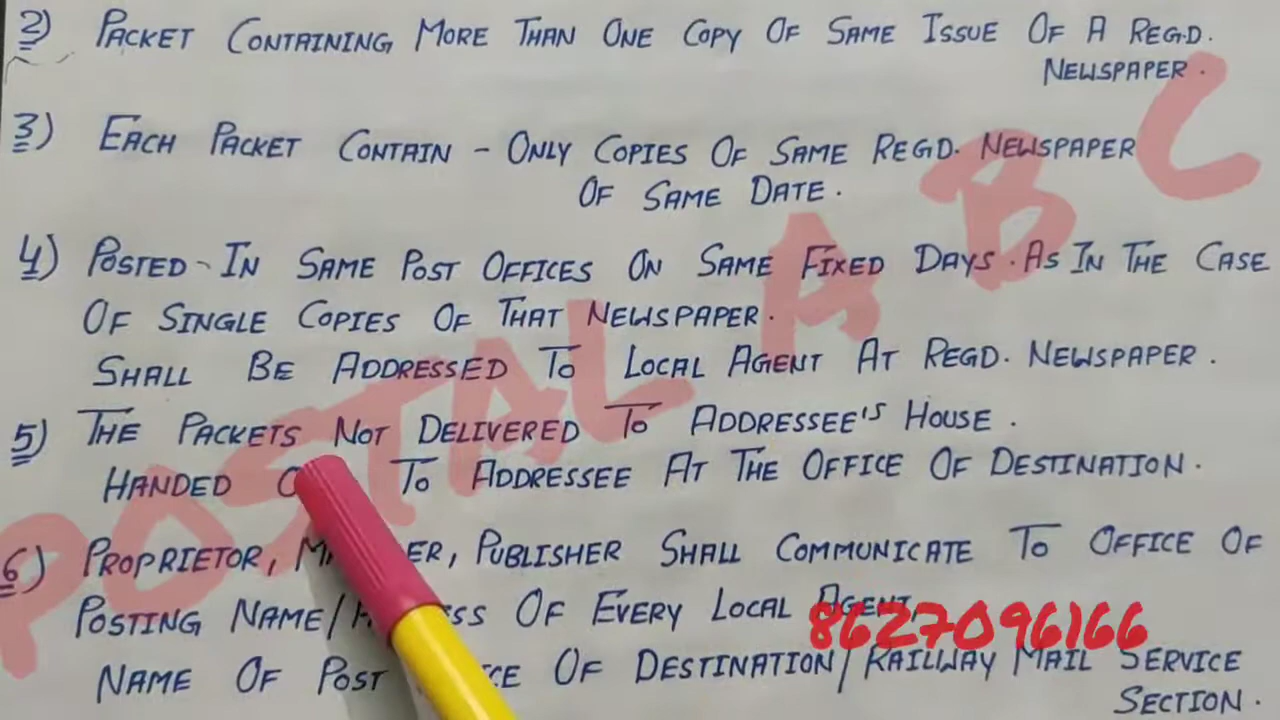 2) PACKET CONTAINING MORE THAN ONE COPY OF SAME ISSUE OF A REGD.
NEWSPAPER.
3) EACH PACKET CONTAIN - ONLY COPIES OF SAME REGD. NEWSPAPER
OF SAME DATE.
4) POSTED - IN SAME POST OFFICES ON SAME FIXED DAYS. AS IN THE CASE
OF SINGLE COPIES OF THAT NEWSPAPER.
SHALL BE ADDRESSED TO LOCAL AGENT AT REGD. NEWSPAPER.
5) THE PACKETS NOT DELIVERED TO ADDRESSEE'S HOUSE.
HANDED TO ADDRESSEE AT THE OFFICE OF DESTINATION.
6) PROPRIETOR, PUBLISHER SHALL COMMUNICATE TO OFFICE OF
POSTING NAME/ OF EVERY LOCAL AGENT,
8627096166
NAME OF POST OF DESTINATION/RAILWAY MAIL SERVICE
SECTION.
POSTAL ABC